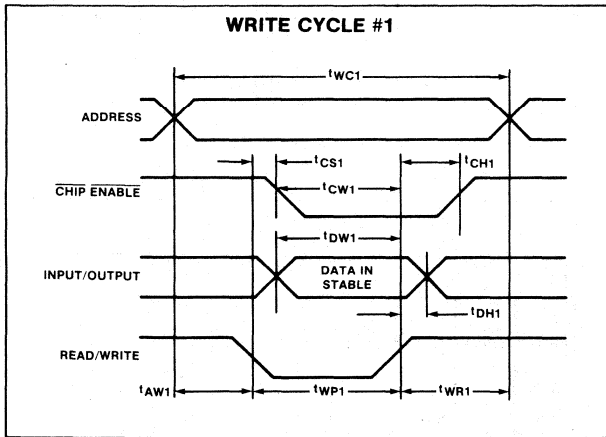 WRITE CYCLE #1
tWC1
ADDRESS
tCS1
tCH1
CHIP ENABLE
tCW1
tDW1
INPUT/OUTPUT
DATA IN
STABLE
tDH1
READ/WRITE
tAW1
tWP1
tWR1